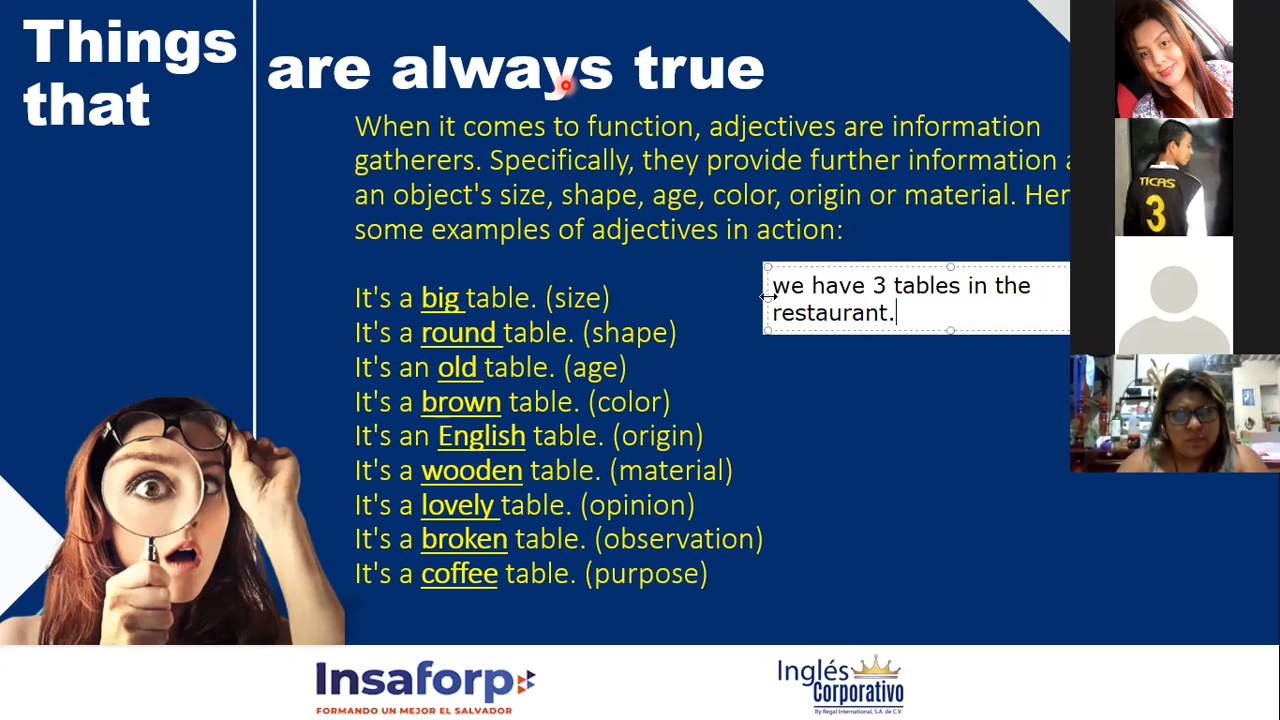 Things
that
are always true
When it comes to function, adjectives are information
gatherers. Specifically, they provide further information
an object's size, shape, age, color, origin or material.
some examples of adjectives in action:
we have 3 tables in the
restaurant.
It's a big table. (size)
It's a round table. (shape)
It's an old table. (age)
It's a brown table. (color)
It's an English table. (origin)
It's a wooden table. (material)
It's a lovely table. (opinion)
It's a broken table. (observation)
It's a coffee table. (purpose)
TICAS
3
Insaforp
FORMANDO UN MEJOR EL SALVADOR
Inglés
Corporativo
By Regal International, S.A. de C.V.